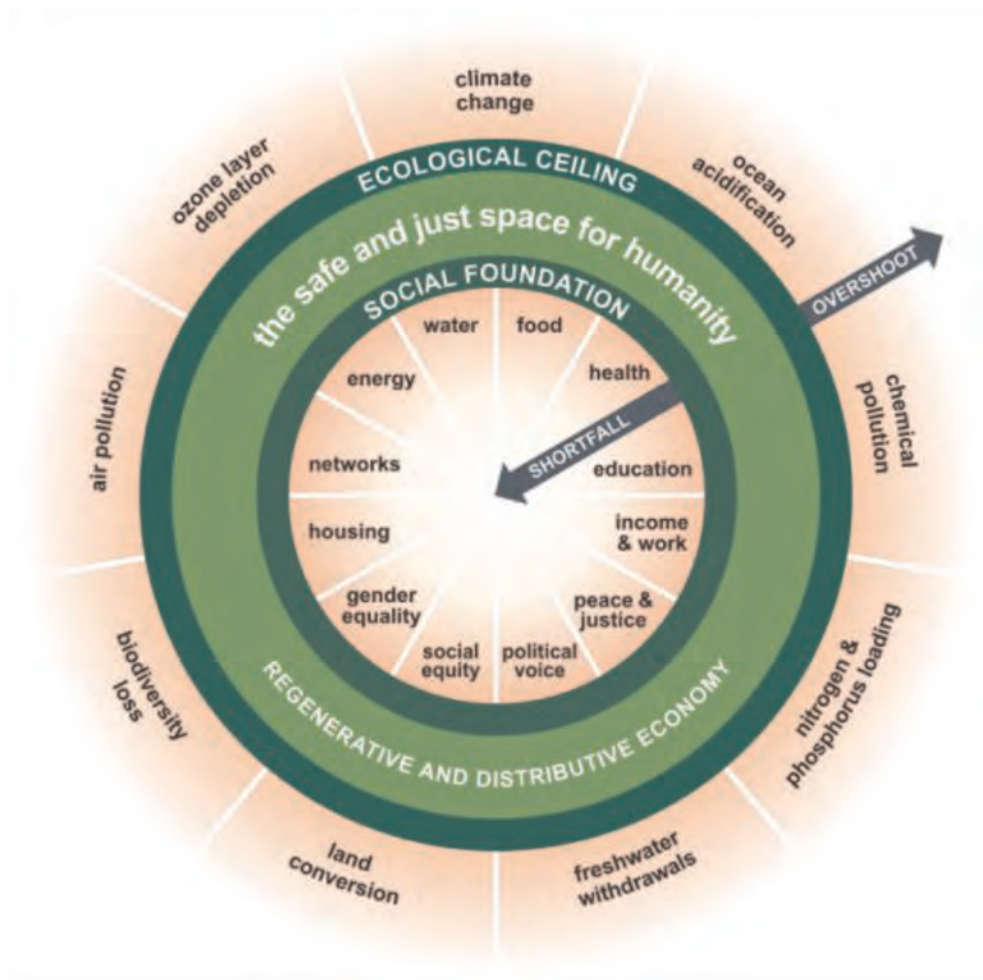 climate
change
ozone layer
depletion
ocean
acidification
ECOLOGICAL CEILING
the safe and just space for humanity
OVERSHOOT
SOCIAL FOUNDATION
water
food
energy
health
SHORTFALL
air pollution
chemical
pollution
networks
education
housing
income
& work
gender
equality
peace &
justice
social
equity
political
voice
biodiversity
loss
nitrogen &
phosphorus loading
REGENERATIVE AND DISTRIBUTIVE ECONOMY
land
conversion
freshwater
withdrawals